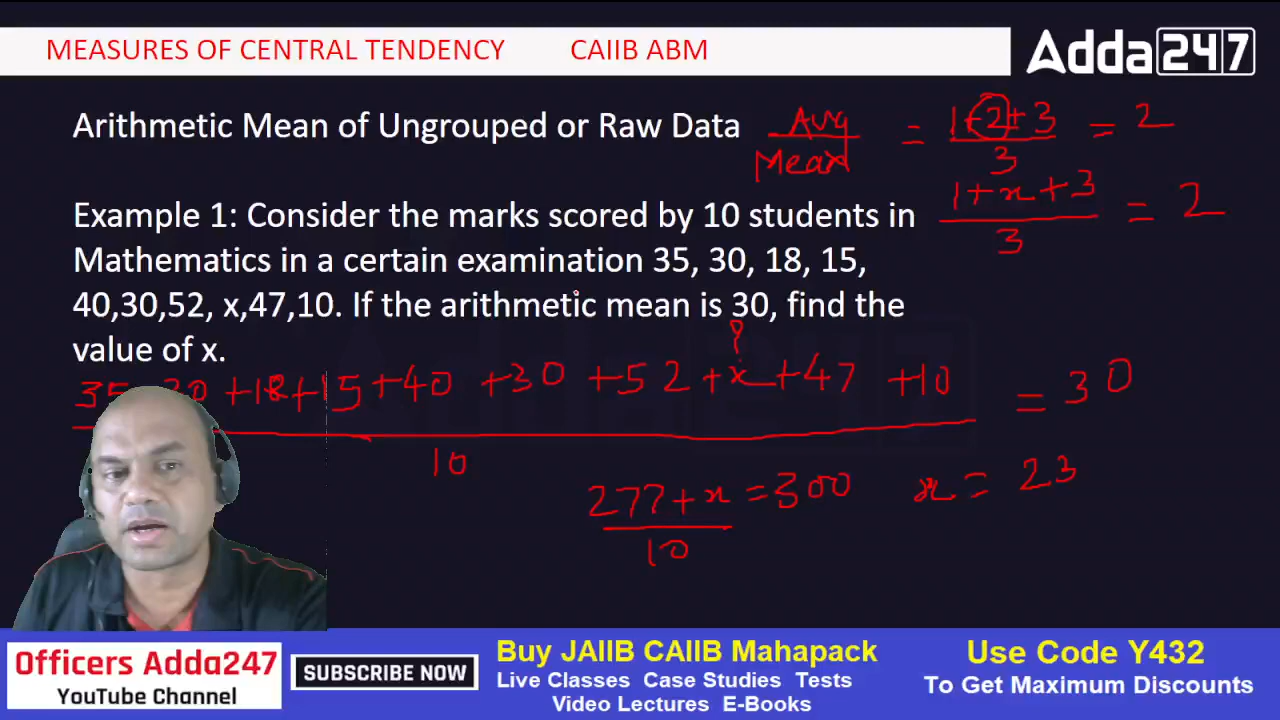 MEASURES OF CENTRAL TENDENCY CAIIB ABM
Adda247
Arithmetic Mean of Ungrouped or Raw Data
Avg
Mean
= 1+2+3 = 2
3
1+x+3 = 2
3
Example 1: Consider the marks scored by 10 students in
Mathematics in a certain examination 35, 30, 18, 15,
40,30,52, x,47,10. If the arithmetic mean is 30, find the
value of x.
?
35 30 +18+15+40 +30 +52+x+47 +10 = 30
10
277+x = 300 x = 23
10
Officers Adda247
YouTube Channel
SUBSCRIBE NOW
Buy JAIIB CAIIB Mahapack
Live Classes Case Studies Tests
Video Lectures E-Books
Use Code Y432
To Get Maximum Discounts